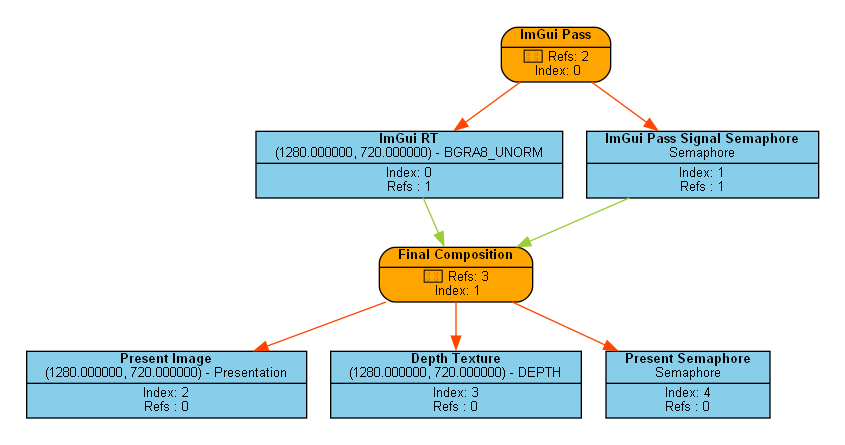 ImGui Pass
Refs: 2
Index: 0
ImGui RT
(1280.000000, 720.000000) - BGRA8_UNORM
Index: 0
Refs : 1
ImGui Pass Signal Semaphore
Semaphore
Index: 1
Refs : 1
Final Composition
Refs: 3
Index: 1
Present Image
(1280.000000, 720.000000) - Presentation
Index: 2
Refs : 0
Depth Texture
(1280.000000, 720.000000) - DEPTH
Index: 3
Refs : 0
Present Semaphore
Semaphore
Index: 4
Refs : 0